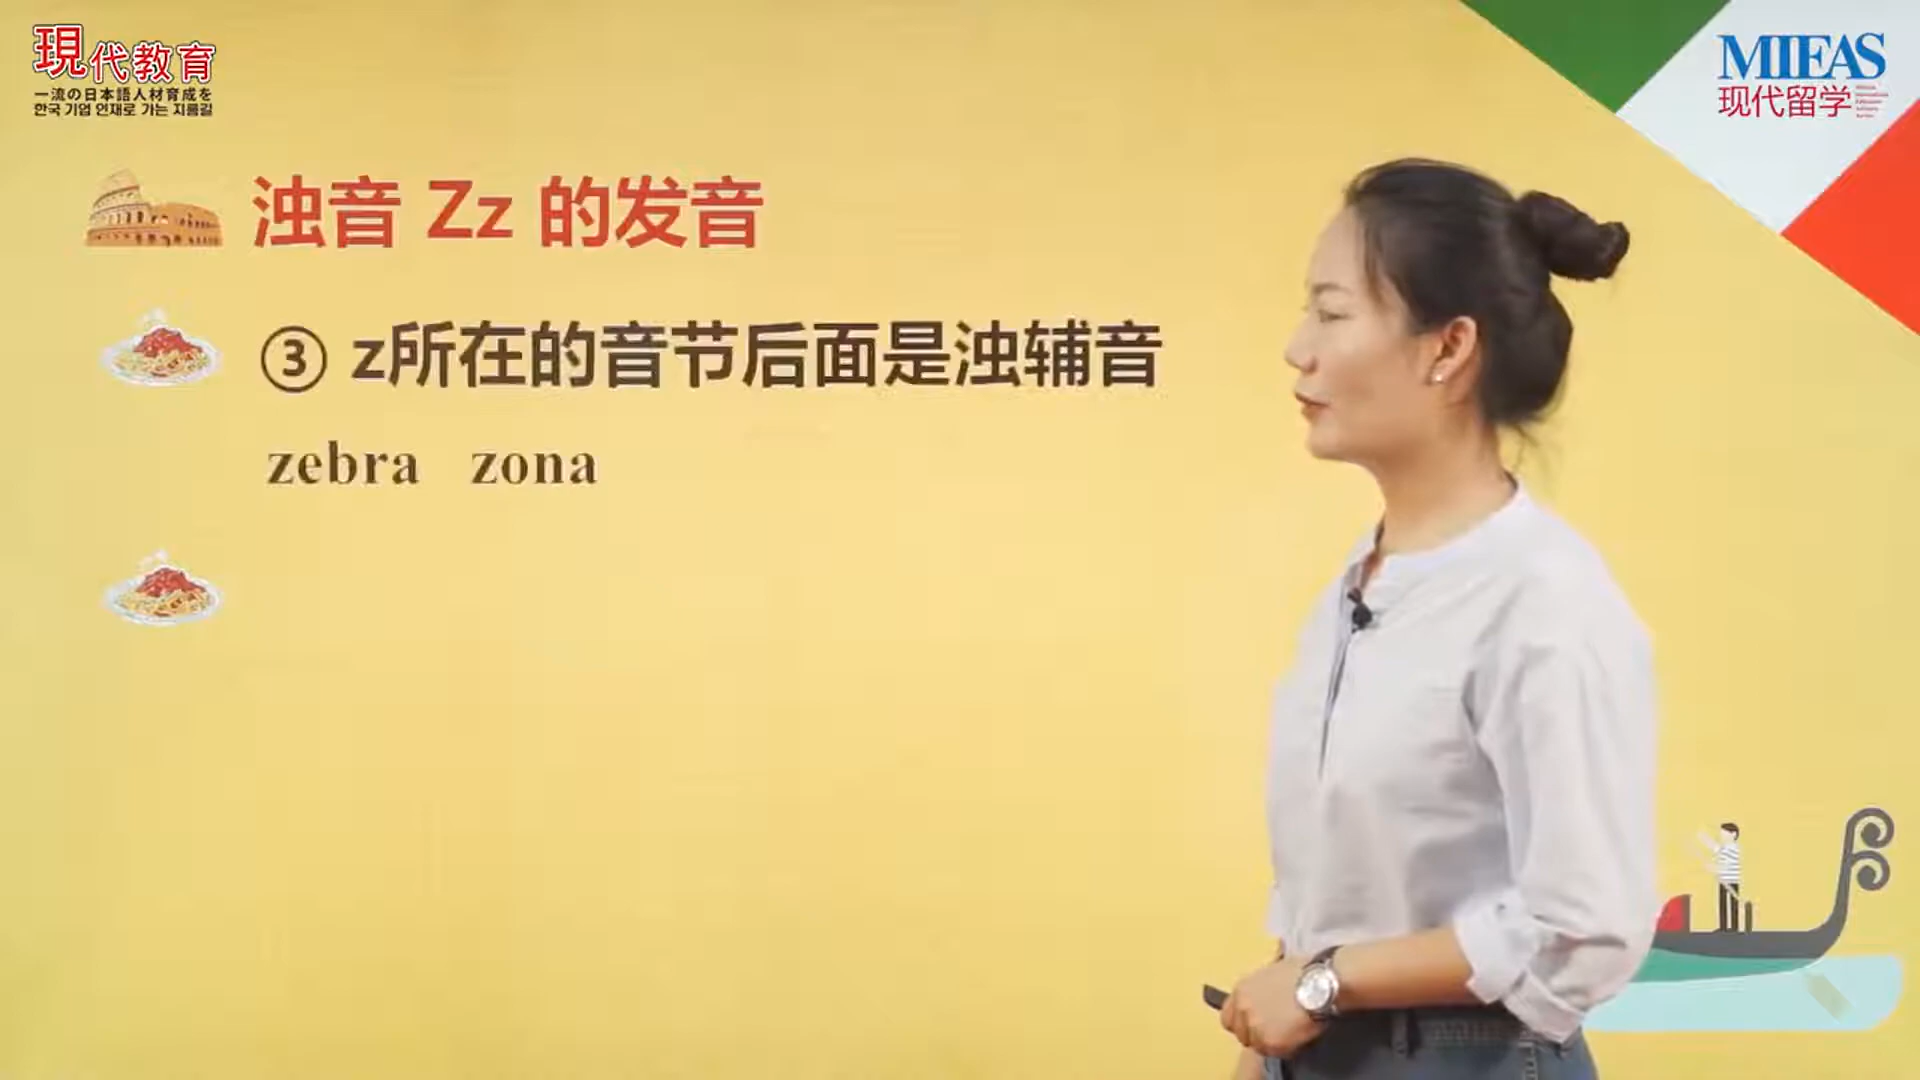 現代教育
一流の日本語人材育成を
한국 기업 인재로 가는 지름길
MIEAS
现代留学
浊音 Zz 的发音
③ z所在的音节后面是浊辅音
zebra zona